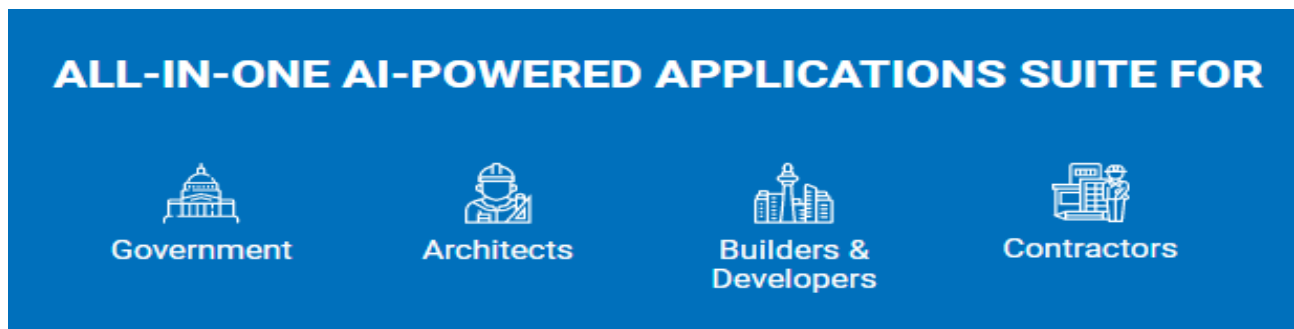 ALL-IN-ONE AI-POWERED APPLICATIONS SUITE FOR
Government
Architects
Builders &
Developers
Contractors